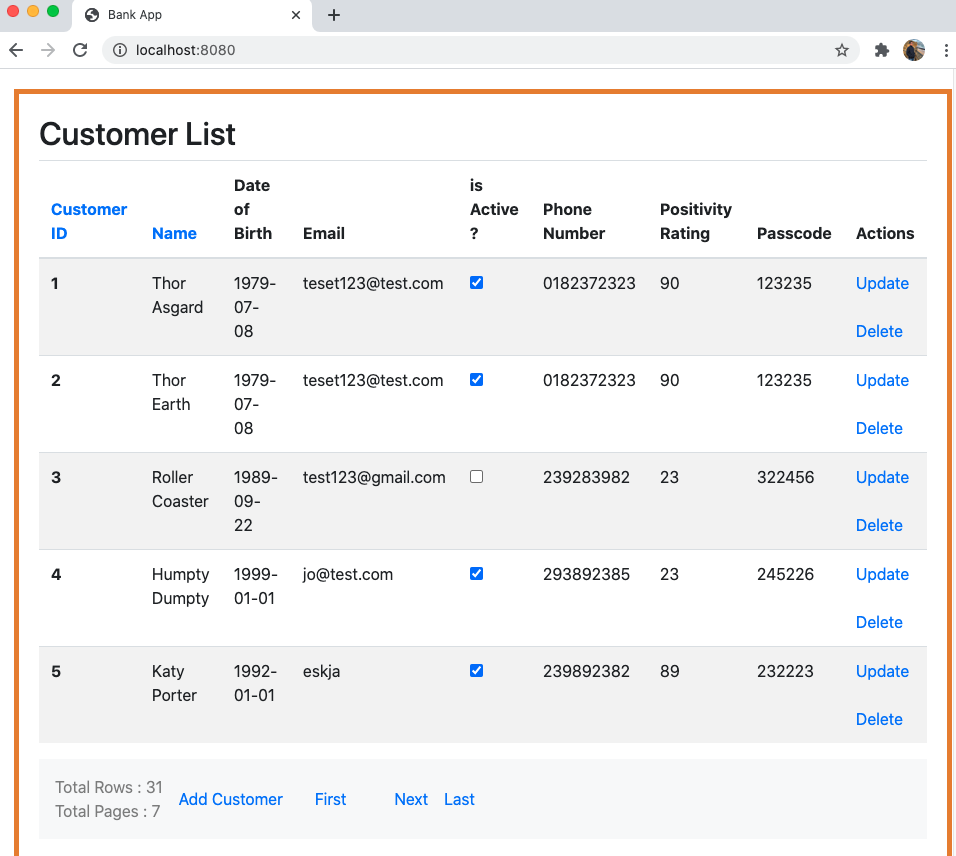 Bank App
localhost:8080
Customer List
Customer ID Name Date of Birth Email is Active ? Phone Number Positivity Rating Passcode Actions
1 Thor Asgard 1979-07-08 teset123@test.com 0182372323 90 123235 Update
Delete
2 Thor Earth 1979-07-08 teset123@test.com 0182372323 90 123235 Update
Delete
3 Roller Coaster 1989-09-22 test123@gmail.com 239283982 23 322456 Update
Delete
4 Humpty Dumpty 1999-01-01 jo@test.com 293892385 23 245226 Update
Delete
5 Katy Porter 1992-01-01 eskja 239892382 89 232223 Update
Delete
Total Rows : 31
Total Pages : 7
Add Customer First Next Last